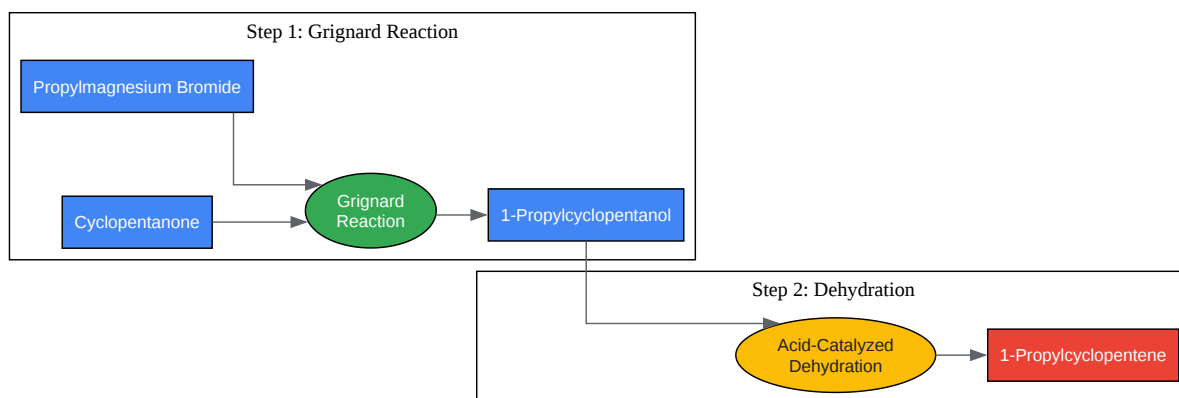 Step 1: Grignard Reaction
Propylmagnesium Bromide
Cyclopentanone
Grignard
Reaction
1-Propylcyclopentanol
Step 2: Dehydration
Acid-Catalyzed
Dehydration
1-Propylcyclopentene